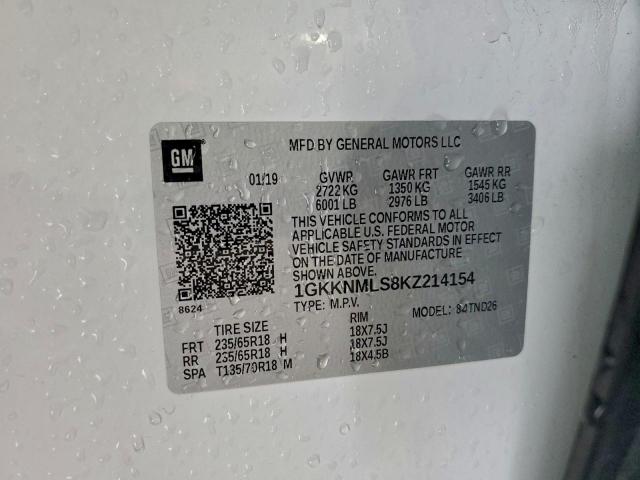 GM
MFD BY GENERAL MOTORS LLC
01/19 GVWR GAWR FRT GAWR RR
2722 KG 1350 KG 1545 KG
6001 LB 2976 LB 3406 LB
THIS VEHICLE CONFORMS TO ALL
APPLICABLE U.S. FEDERAL MOTOR
VEHICLE SAFETY STANDARDS IN EFFECT
ON THE DATE OF MANUFACTURE
SHOWN ABOVE.
1GKKNMLS8KZ214154
8624 TYPE: M.P.V. MODEL: 84TND26
TIRE SIZE RIM
FRT 235/65R18 H 18X7.5J
RR 235/65R18 H 18X7.5J
SPA T135/70R18 M 18X4.5B